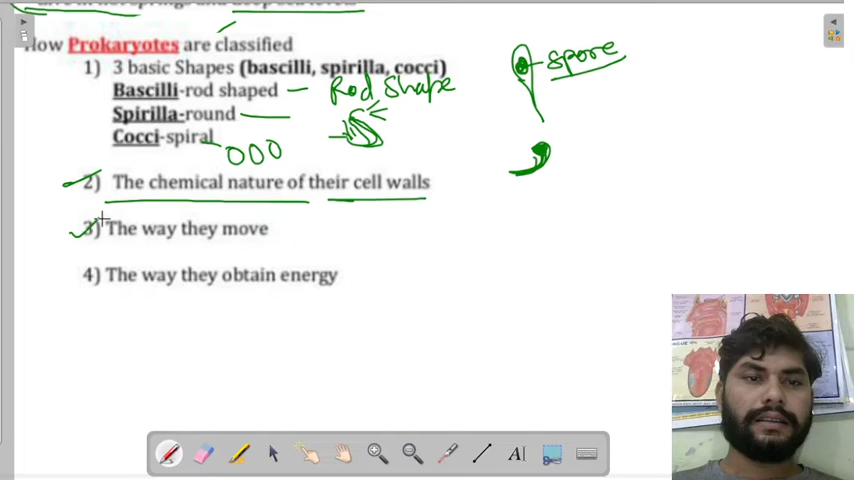 How Prokaryotes are classified
1) 3 basic Shapes (bascilli, spirilla, cocci)
Bascilli-rod shaped - Rod Shape
Spirilla-round
Cocci-spiral
spore
2) The chemical nature of their cell walls
3) The way they move
4) The way they obtain energy